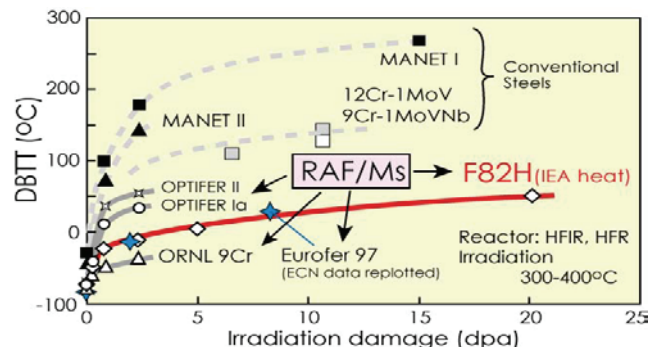 300
200
100
0
-100
DBTT (ºC)
MANET I
MANET II
12Cr-1MoV
9Cr-1MoVNb
Conventional
Steels
OPTIFER II
OPTIFER Ia
RAF/Ms
F82H(IEA heat)
ORNL 9Cr
Eurofer 97
(ECN data replotted)
Reactor: HFIR, HFR
Irradiation
300-400ºC
0 5 10 15 20
Irradiation damage (dpa)